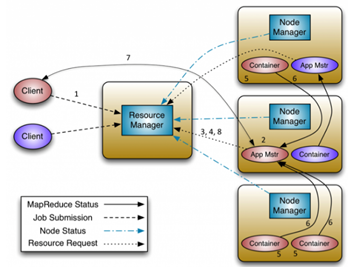 Node
Manager
7
5
Container
6
App Mstr
Client
1
Resource
Manager
Node
Manager
3, 4, 8
2
App Mstr
Container
Client
Node
Manager
MapReduce Status
Job Submission
Node Status
Resource Request
6
6
Container
Container
5
5